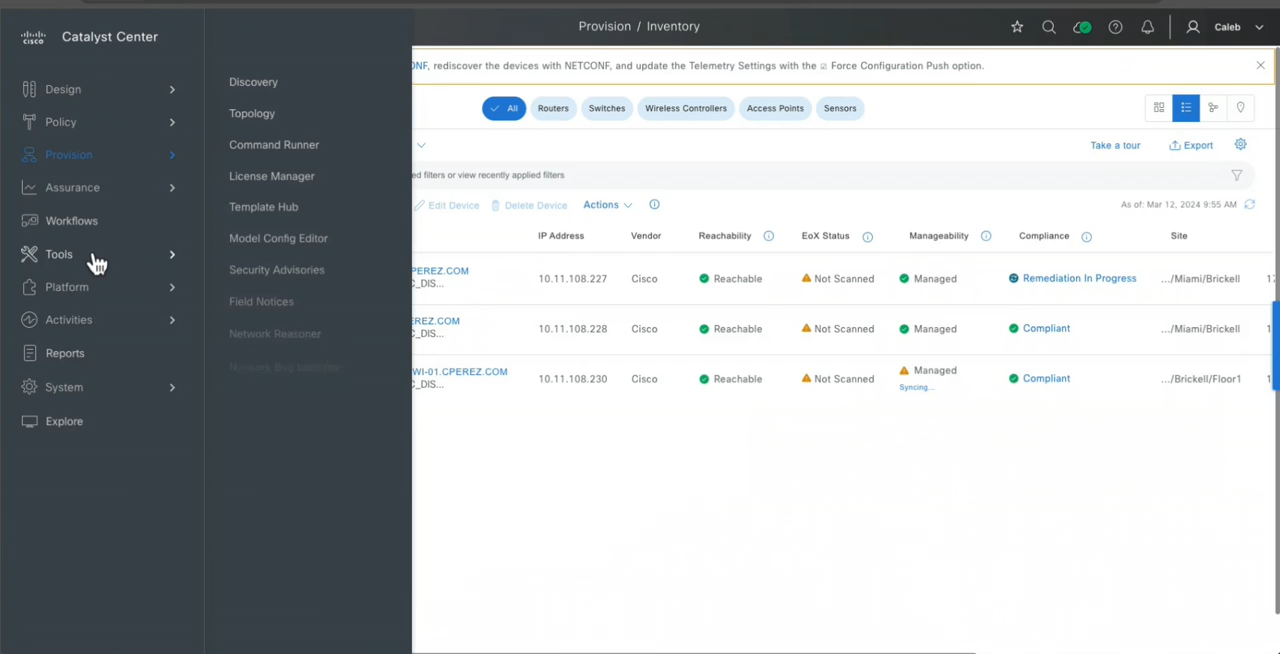 CISCO
Catalyst Center
Design
Policy
Provision
Assurance
Workflows
Tools
Platform
Activities
Reports
System
Explore
Discovery
Topology
Command Runner
License Manager
Template Hub
Model Config Editor
Security Advisories
Field Notices
Network Reasoner
Provision / Inventory
Caleb
ONF, rediscover the devices with NETCONF, and update the Telemetry Settings with the ☑ Force Configuration Push option.
All Routers Switches Wireless Controllers Access Points Sensors
Take a tour Export
ed filters or view recently applied filters
Edit Device Delete Device Actions As of: Mar 12, 2024 9:55 AM
IP Address Vendor Reachability EoX Status Manageability Compliance Site
PEREZ.COM
C_DIS... 10.11.108.227 Cisco Reachable Not Scanned Managed Remediation In Progress .../Miami/Brickell 17
EREZ.COM
C_DIS... 10.11.108.228 Cisco Reachable Not Scanned Managed Compliant .../Miami/Brickell 1
WI-01.CPEREZ.COM
C_DIS... 10.11.108.230 Cisco Reachable Not Scanned Managed Compliant .../Brickell/Floor1 1
Syncing...